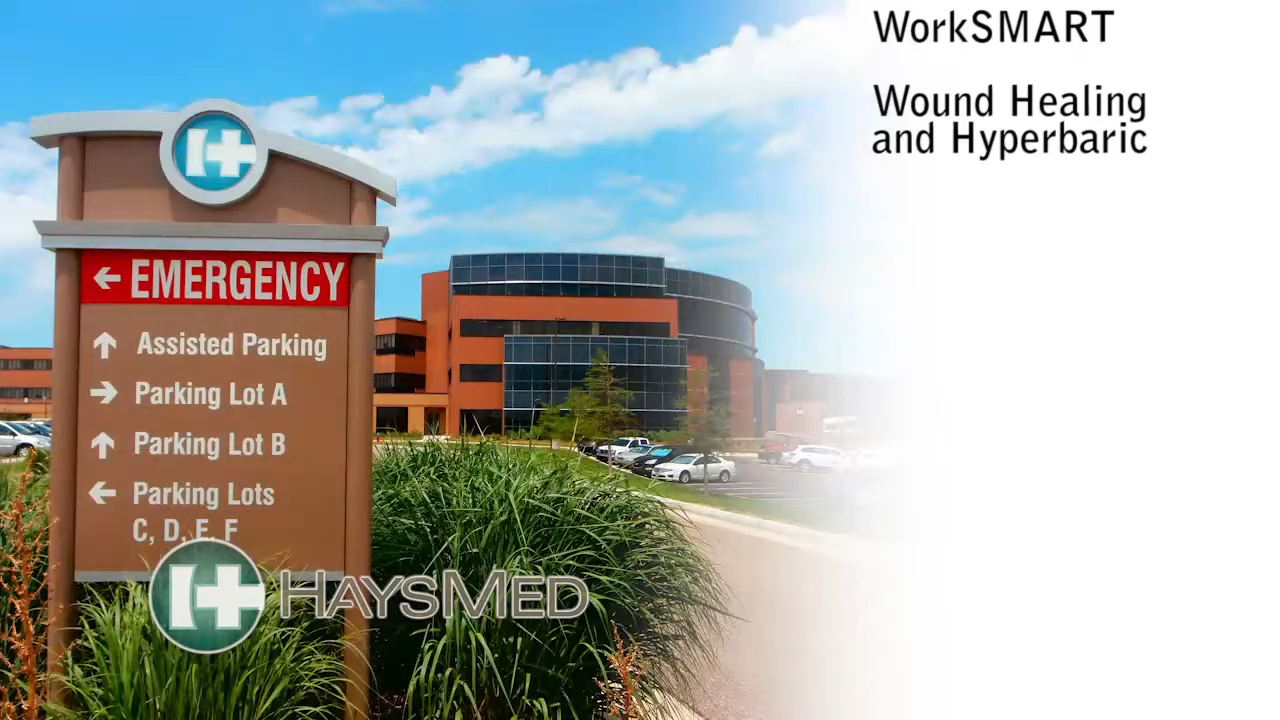 WorkSMART
Wound Healing
and Hyperbaric
EMERGENCY
Assisted Parking
Parking Lot A
Parking Lot B
Parking Lots
C, D, E, F
HAYSMED